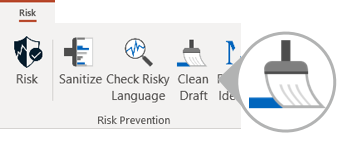 Risk
Risk
Sanitize
Check Risky
Language
Clean
Draft
Risk Prevention